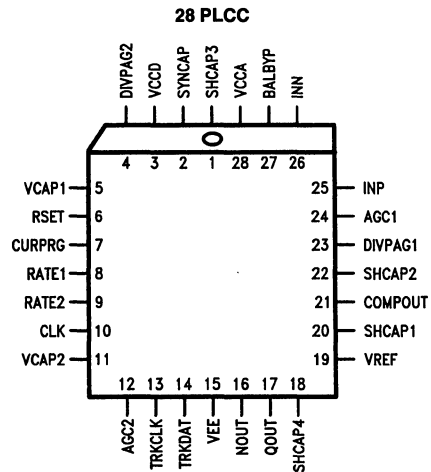 28 PLCC
DIVPAG2
VCCD
SYNCAP
SHCAP3
VCCA
BALBYP
INN
4 3 2 1 28 27 26
VCAP1 5
RSET 6
CURPRG 7
RATE1 8
RATE2 9
CLK 10
VCAP2 11
25 INP
24 AGC1
23 DIVPAG1
22 SHCAP2
21 COMPOUT
20 SHCAP1
19 VREF
12 13 14 15 16 17 18
AGC2
TRKCLK
TRKDAT
VEE
NOUT
QOUT
SHCAP4